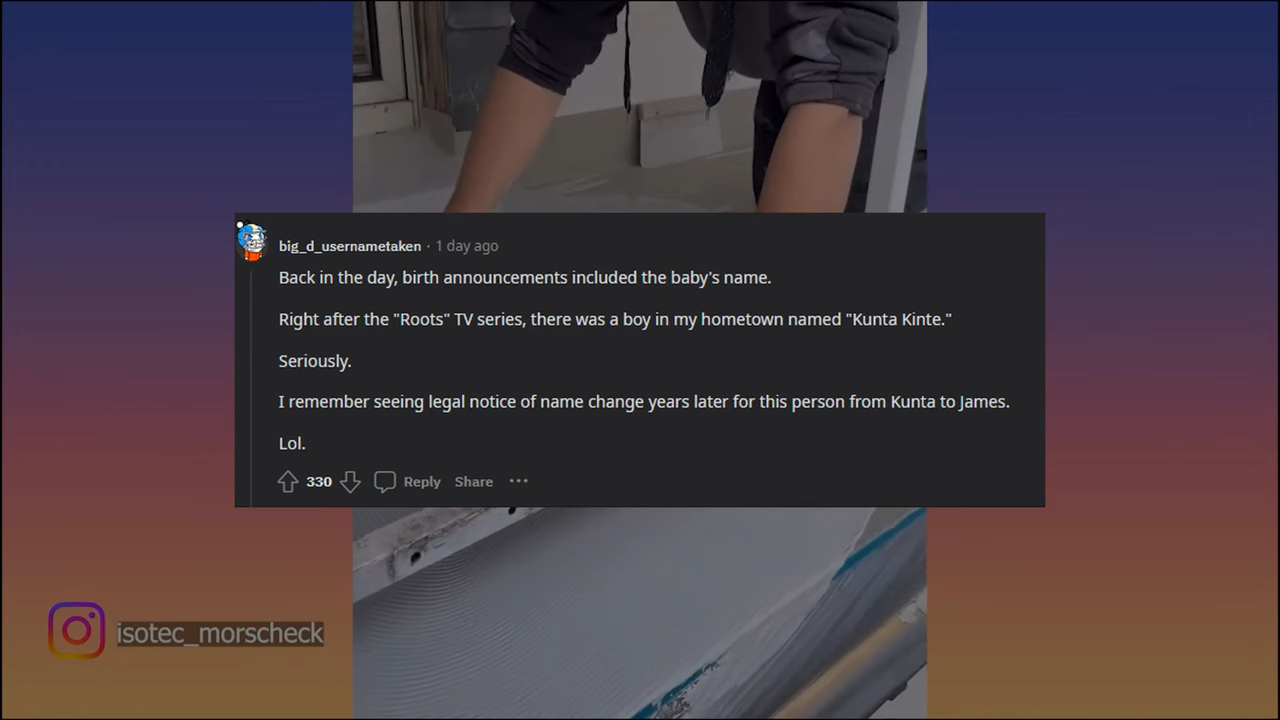 big_d_usernametaken · 1 day ago
Back in the day, birth announcements included the baby's name.
Right after the "Roots" TV series, there was a boy in my hometown named "Kunta Kinte."
Seriously.
I remember seeing legal notice of name change years later for this person from Kunta to James.
Lol.
330 Reply Share ···
isotec_morscheck